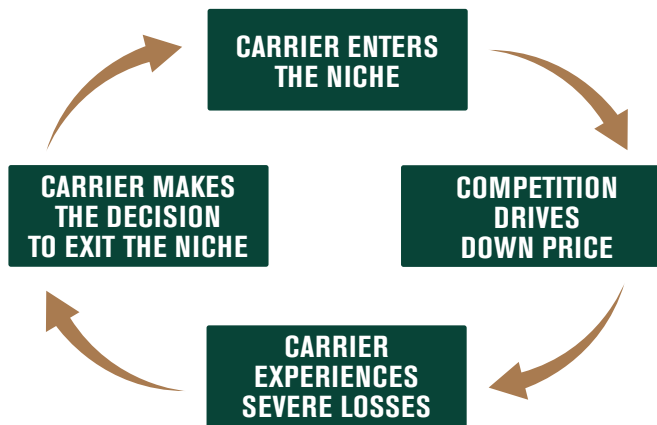 CARRIER ENTERS
THE NICHE
COMPETITION
DRIVES
DOWN PRICE
CARRIER
EXPERIENCES
SEVERE LOSSES
CARRIER MAKES
THE DECISION
TO EXIT THE NICHE